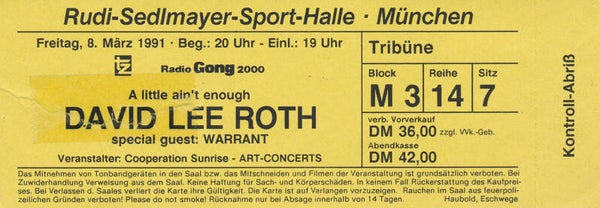 Rudi-Sedlmayer-Sport-Halle · München
Freitag, 8. März 1991 · Beg.: 20 Uhr - Einl.: 19 Uhr
tz Radio Gong 2000
A little ain't enough
DAVID LEE ROTH
special guest: WARRANT
Veranstalter: Cooperation Sunrise - ART-CONCERTS
Tribüne
Block Reihe Sitz
M 3 14 7
verb. Vorverkauf
DM 36,00 zzgl. VVk.-Geb.
Abendkasse
DM 42,00
Das Mitnehmen von Tonbandgeräten in den Saal bzw. das Mitschneiden und Filmen der Veranstaltung ist grundsätzlich verboten. Bei
Zuwiderhandlung Verweisung aus dem Saal. Keine Haftung für Sach- und Körperschäden. In keinem Fall Rückerstattung des Kaufprei-
ses. Bei Verlassen d. Saales verliert die Karte ihre Gültigkeit. Die Karte ist auf Verlangen vorzuzeigen. Rauchen im Saal aus feuerpoli-
zeilichen Gründen verboten! Please do not smoke! Rücknahme nur bei Absage innerhalb von 14 Tagen. Haubold, Eschwege
Kontroll-Abriß